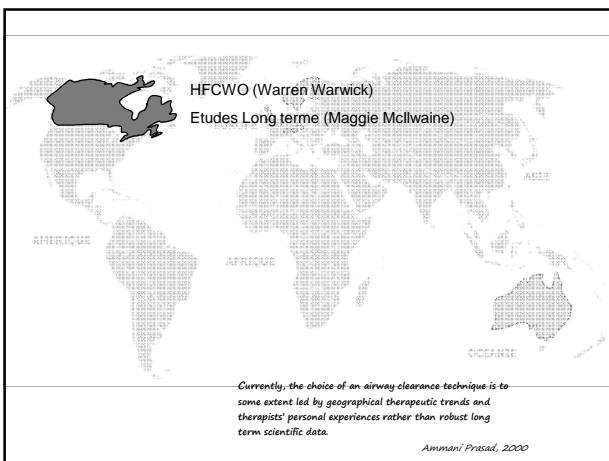 HFCWO (Warren Warwick)
Etudes Long terme (Maggie McIlwaine)
ASIE
AMERIQUE
AFRIQUE
OCEANIE
Currently, the choice of an airway clearance technique is to
some extent led by geographical therapeutic trends and
therapists' personal experiences rather than robust long
term scientific data.
Ammani Prasad, 2000